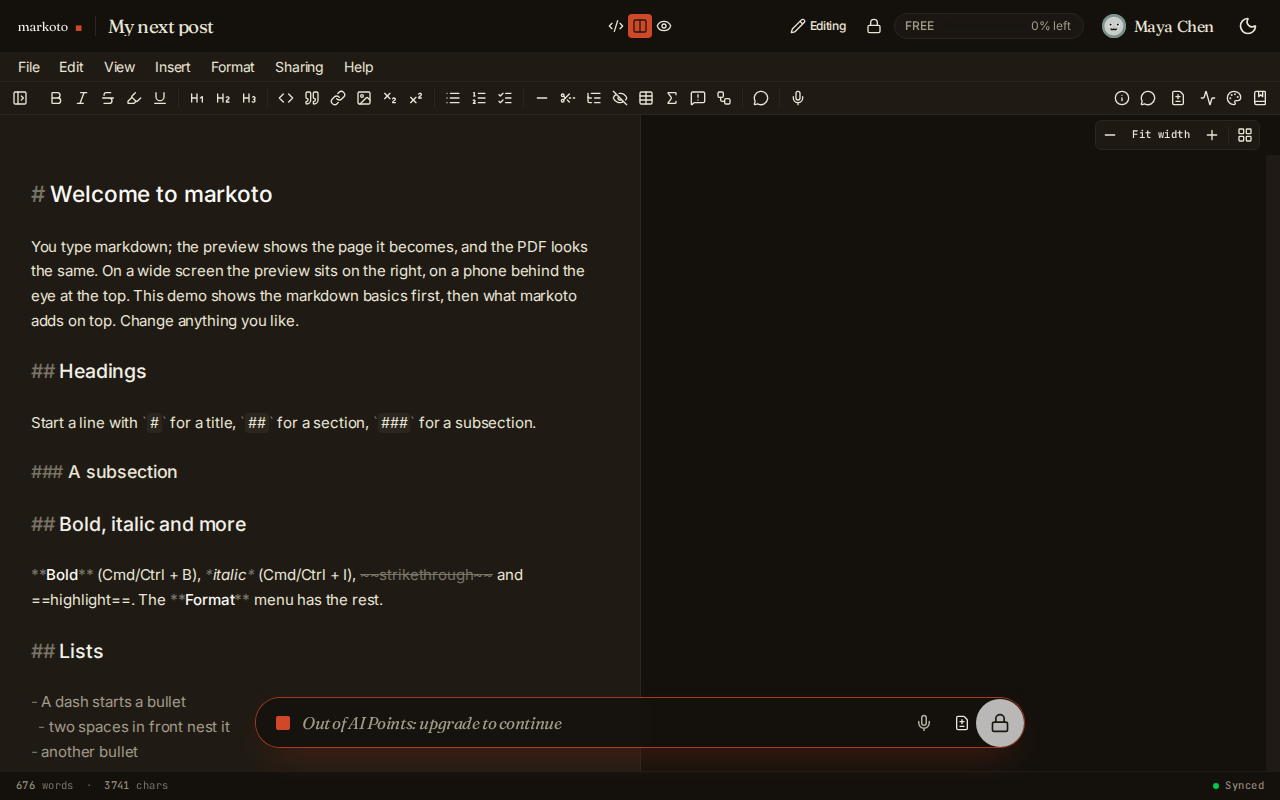 markoto
My next post
Editing
FREE
0% left
Maya Chen
File
Edit
View
Insert
Format
Sharing
Help
H1
H2
H3
Fit width
# Welcome to markoto
You type markdown; the preview shows the page it becomes, and the PDF looks
the same. On a wide screen the preview sits on the right, on a phone behind the
eye at the top. This demo shows the markdown basics first, then what markoto
adds on top. Change anything you like.
## Headings
Start a line with `#` for a title, `##` for a section, `###` for a subsection.
### A subsection
## Bold, italic and more
**Bold** (Cmd/Ctrl + B), *italic* (Cmd/Ctrl + I), ~~strikethrough~~ and
==highlight==. The **Format** menu has the rest.
## Lists
- A dash starts a bullet
  - two spaces in front nest it
- another bullet
Out of AI Points: upgrade to continue
676 words · 3741 chars
Synced